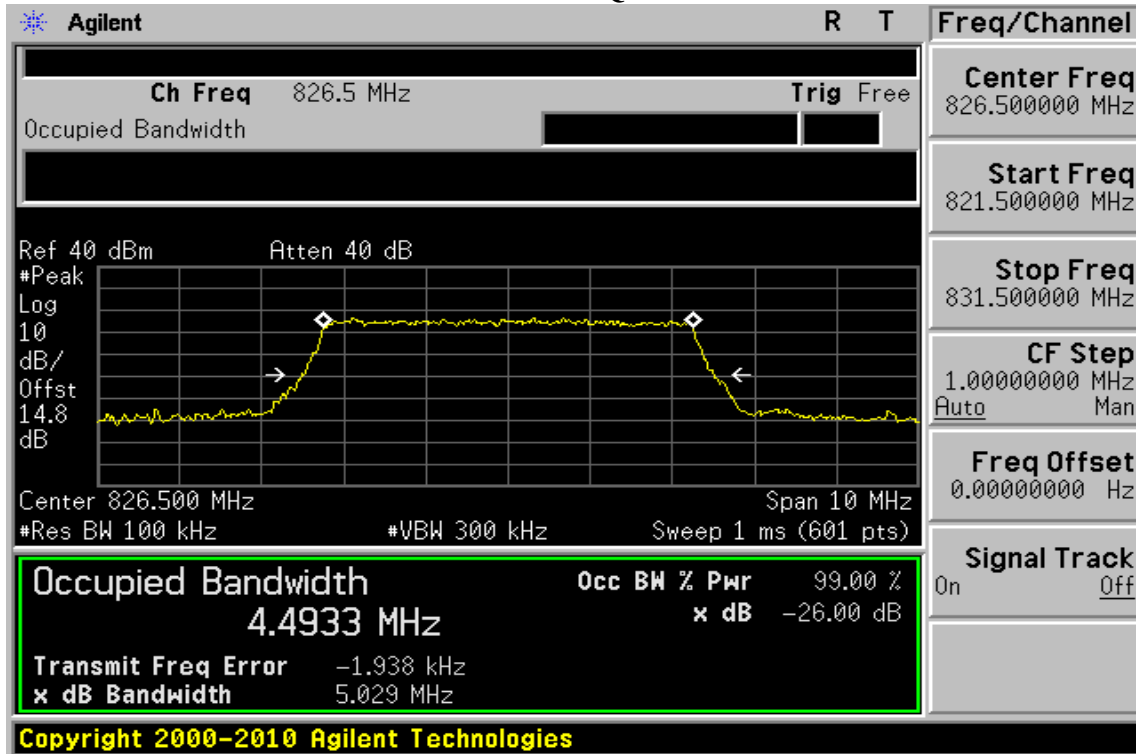 Agilent R T
Freq/Channel
Ch Freq 826.5 MHz Trig Free
Occupied Bandwidth
Center Freq
826.500000 MHz
Start Freq
821.500000 MHz
Stop Freq
831.500000 MHz
CF Step
1.00000000 MHz
Auto Man
Freq Offset
0.00000000 Hz
Signal Track
On Off
Ref 40 dBm Atten 40 dB
#Peak
Log
10
dB/
Offst
14.8
dB
Center 826.500 MHz Span 10 MHz
#Res BW 100 kHz #VBW 300 kHz Sweep 1 ms (601 pts)
Occupied Bandwidth Occ BW % Pwr 99.00 %
4.4933 MHz x dB -26.00 dB
Transmit Freq Error -1.938 kHz
x dB Bandwidth 5.029 MHz
Copyright 2000-2010 Agilent Technologies